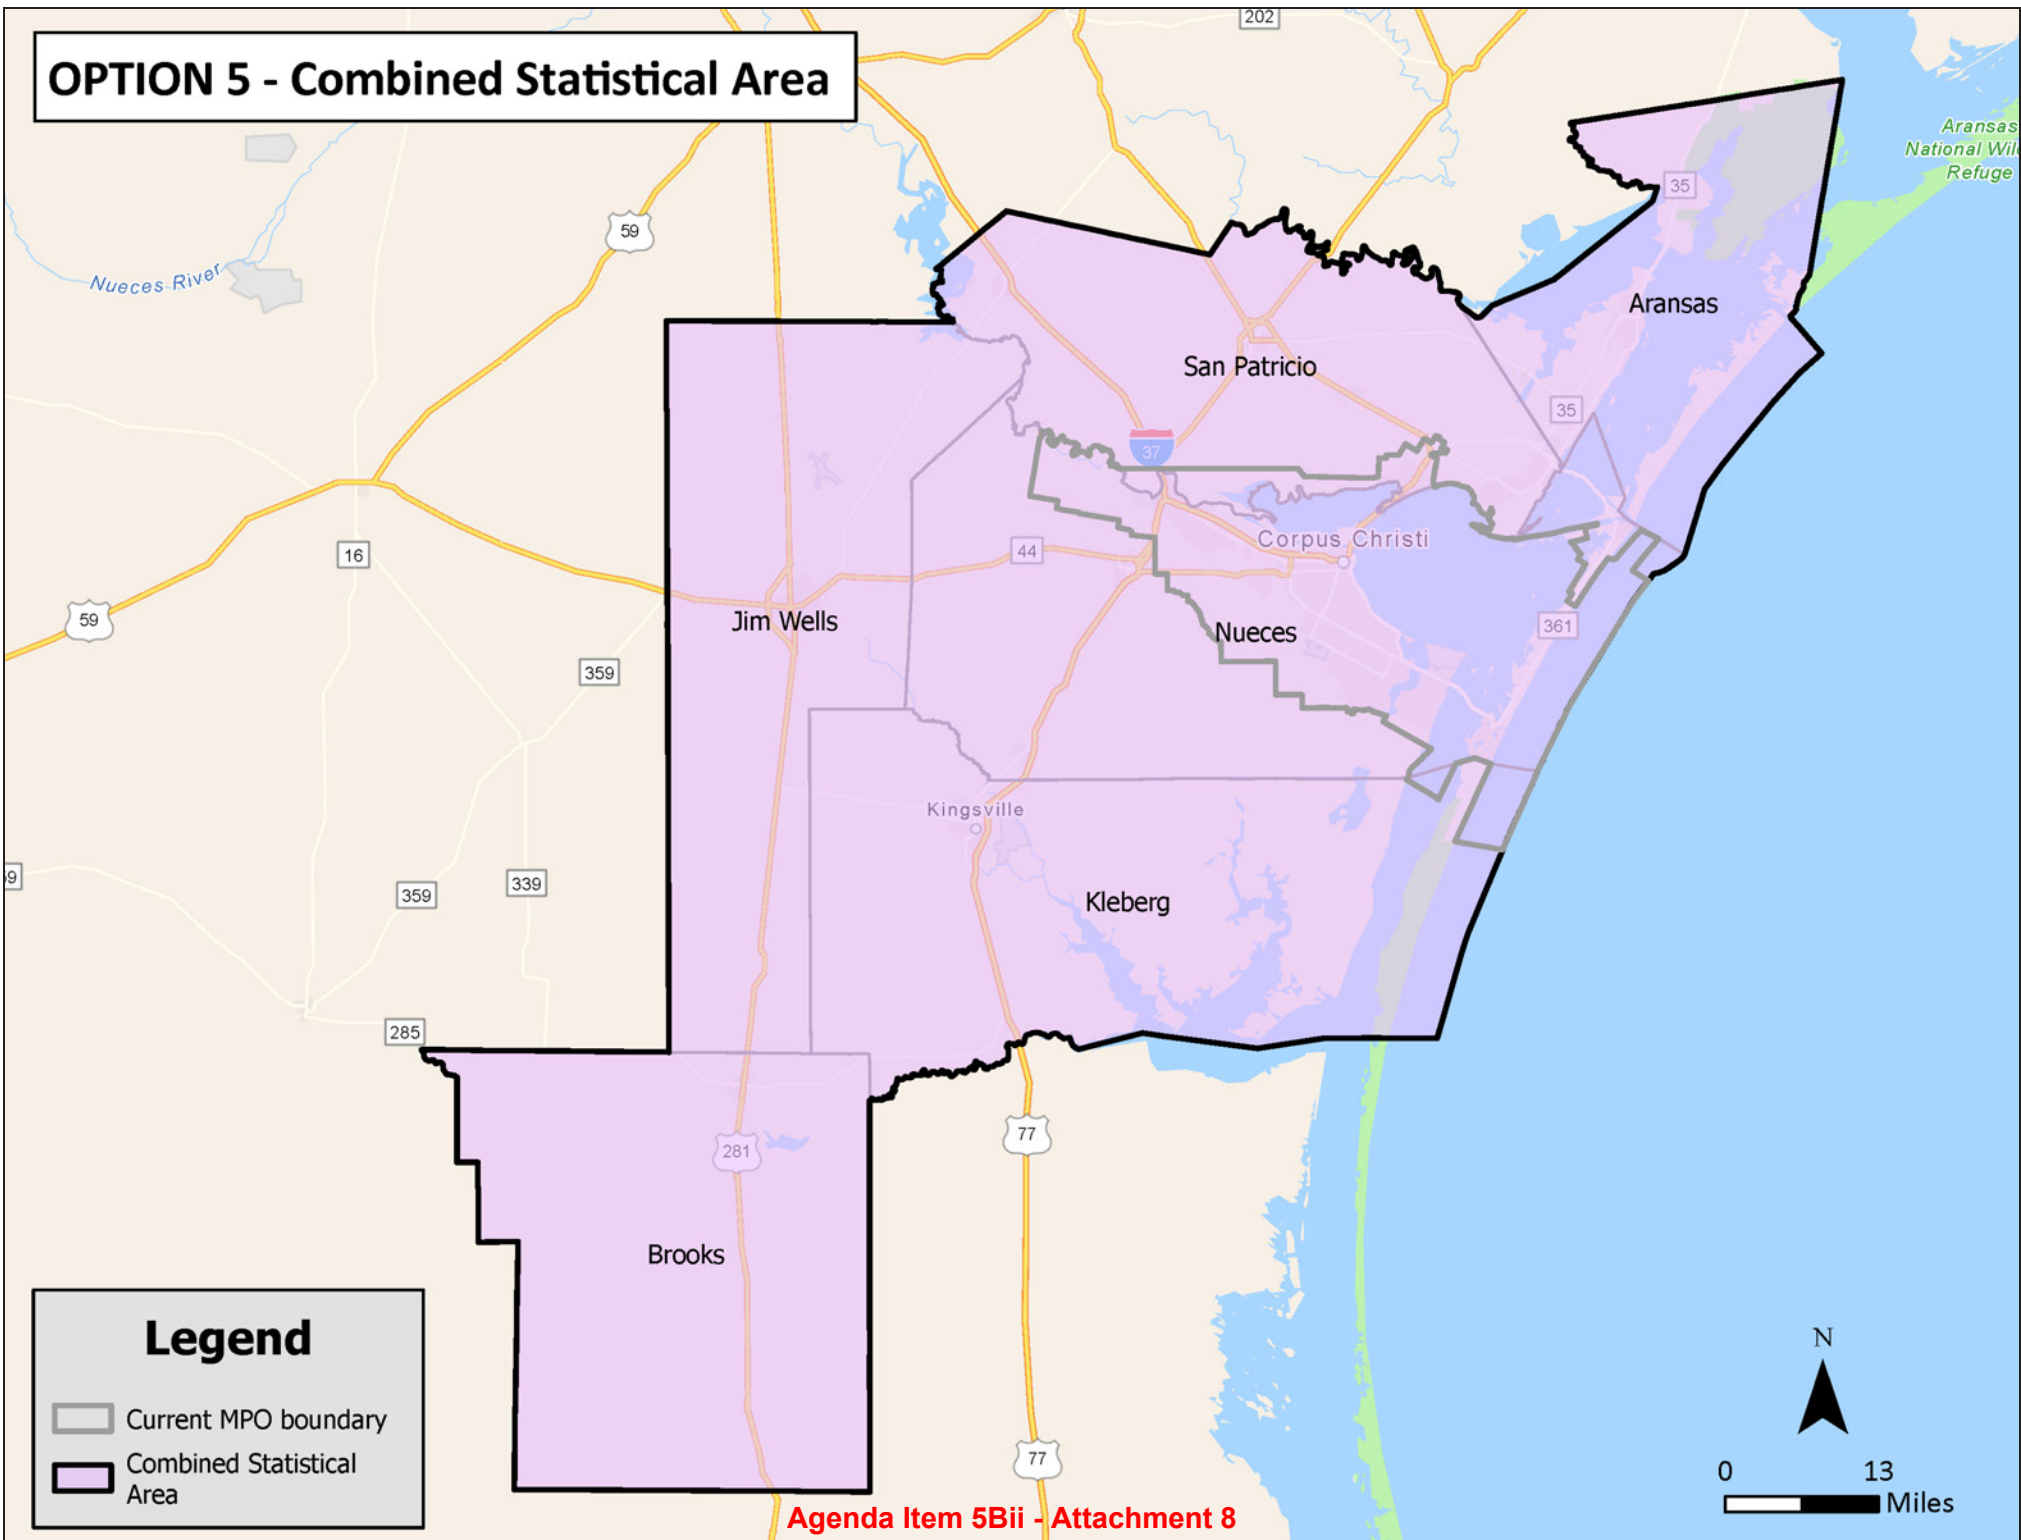 202
OPTION 5 - Combined Statistical Area
Aransas
National Wil
Refuge
35
59
Nueces River
Aransas
San Patricio
35
37
Corpus Christi
44
16
59
Jim Wells
Nueces
361
359
Kingsville
59
359
339
Kleberg
285
77
281
Brooks
Legend
Current MPO boundary
Combined Statistical
Area
N
77
0 13
Miles
Agenda Item 5Bii - Attachment 8